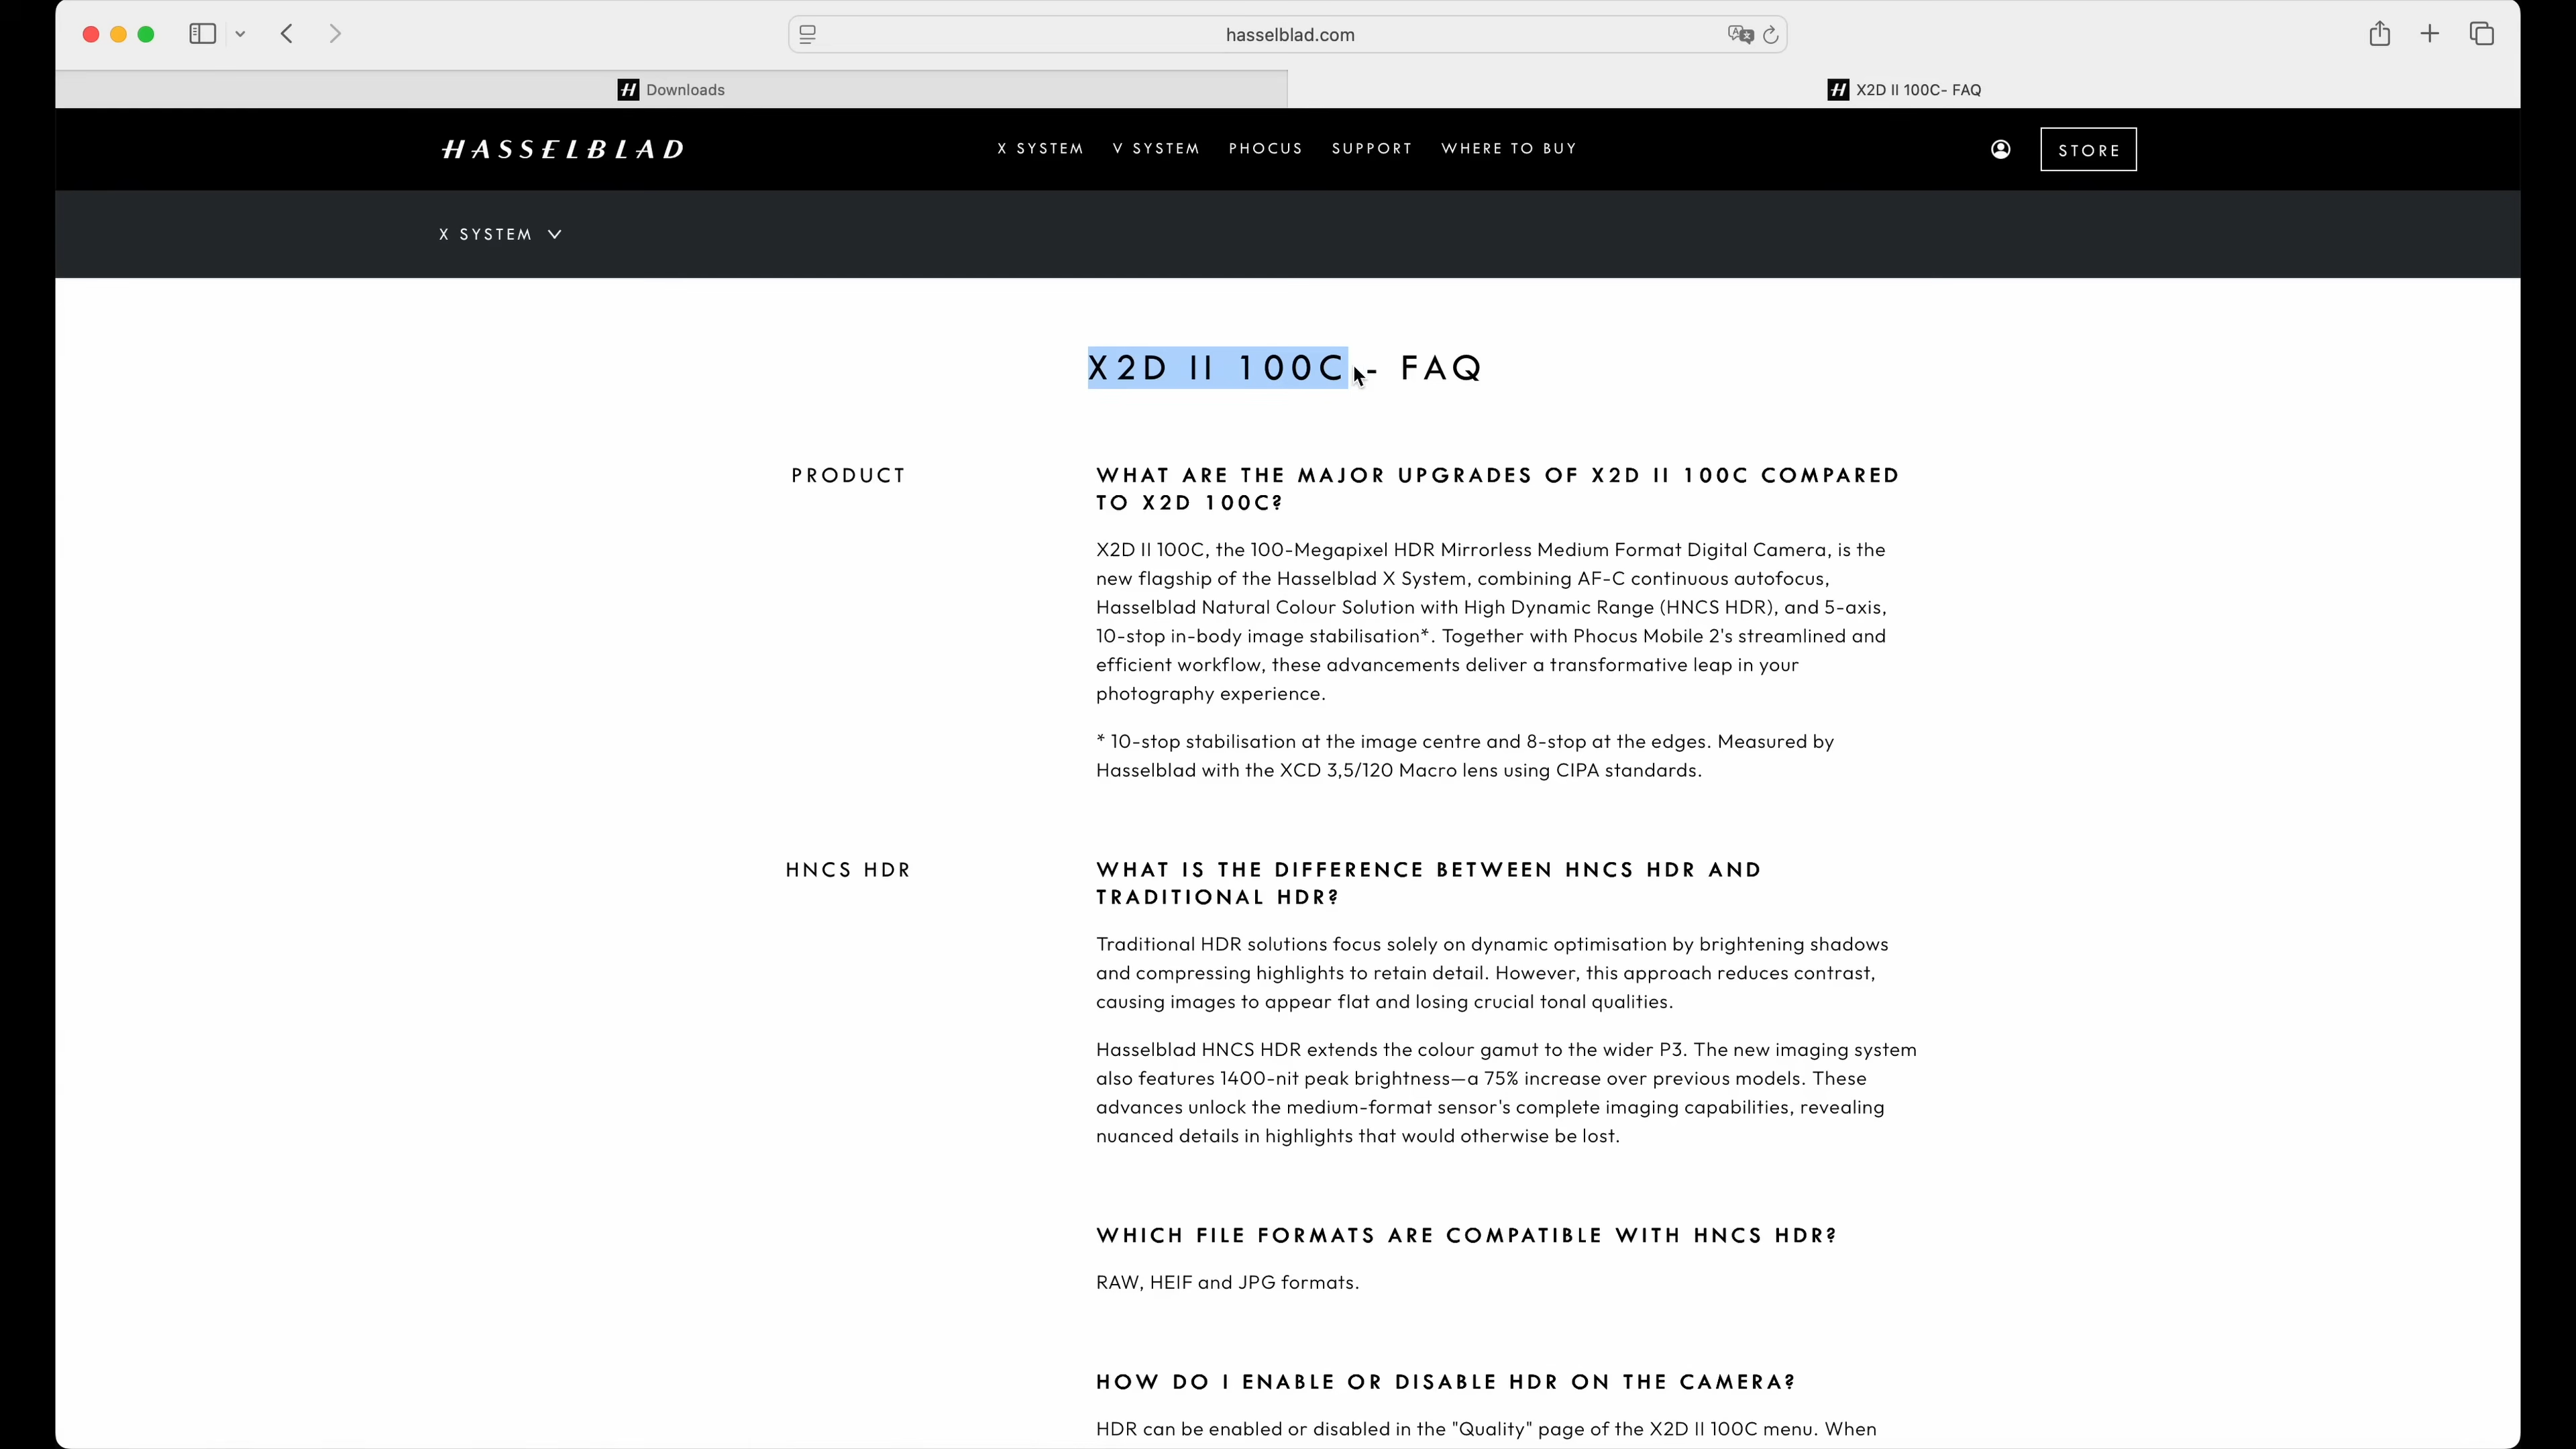 hasselblad.com
Downloads
X2D II 100C- FAQ
HASSELBLAD
X SYSTEM
V SYSTEM
PHOCUS
SUPPORT
WHERE TO BUY
STORE
X SYSTEM
X2D II 100C - FAQ
PRODUCT
WHAT ARE THE MAJOR UPGRADES OF X2D II 100C COMPARED
TO X2D 100C?
X2D II 100C, the 100-Megapixel HDR Mirrorless Medium Format Digital Camera, is the
new flagship of the Hasselblad X System, combining AF-C continuous autofocus,
Hasselblad Natural Colour Solution with High Dynamic Range (HNCS HDR), and 5-axis,
10-stop in-body image stabilisation*. Together with Phocus Mobile 2's streamlined and
efficient workflow, these advancements deliver a transformative leap in your
photography experience.
* 10-stop stabilisation at the image centre and 8-stop at the edges. Measured by
Hasselblad with the XCD 3,5/120 Macro lens using CIPA standards.
HNCS HDR
WHAT IS THE DIFFERENCE BETWEEN HNCS HDR AND
TRADITIONAL HDR?
Traditional HDR solutions focus solely on dynamic optimisation by brightening shadows
and compressing highlights to retain detail. However, this approach reduces contrast,
causing images to appear flat and losing crucial tonal qualities.
Hasselblad HNCS HDR extends the colour gamut to the wider P3. The new imaging system
also features 1400-nit peak brightness—a 75% increase over previous models. These
advances unlock the medium-format sensor's complete imaging capabilities, revealing
nuanced details in highlights that would otherwise be lost.
WHICH FILE FORMATS ARE COMPATIBLE WITH HNCS HDR?
RAW, HEIF and JPG formats.
HOW DO I ENABLE OR DISABLE HDR ON THE CAMERA?
HDR can be enabled or disabled in the "Quality" page of the X2D II 100C menu. When